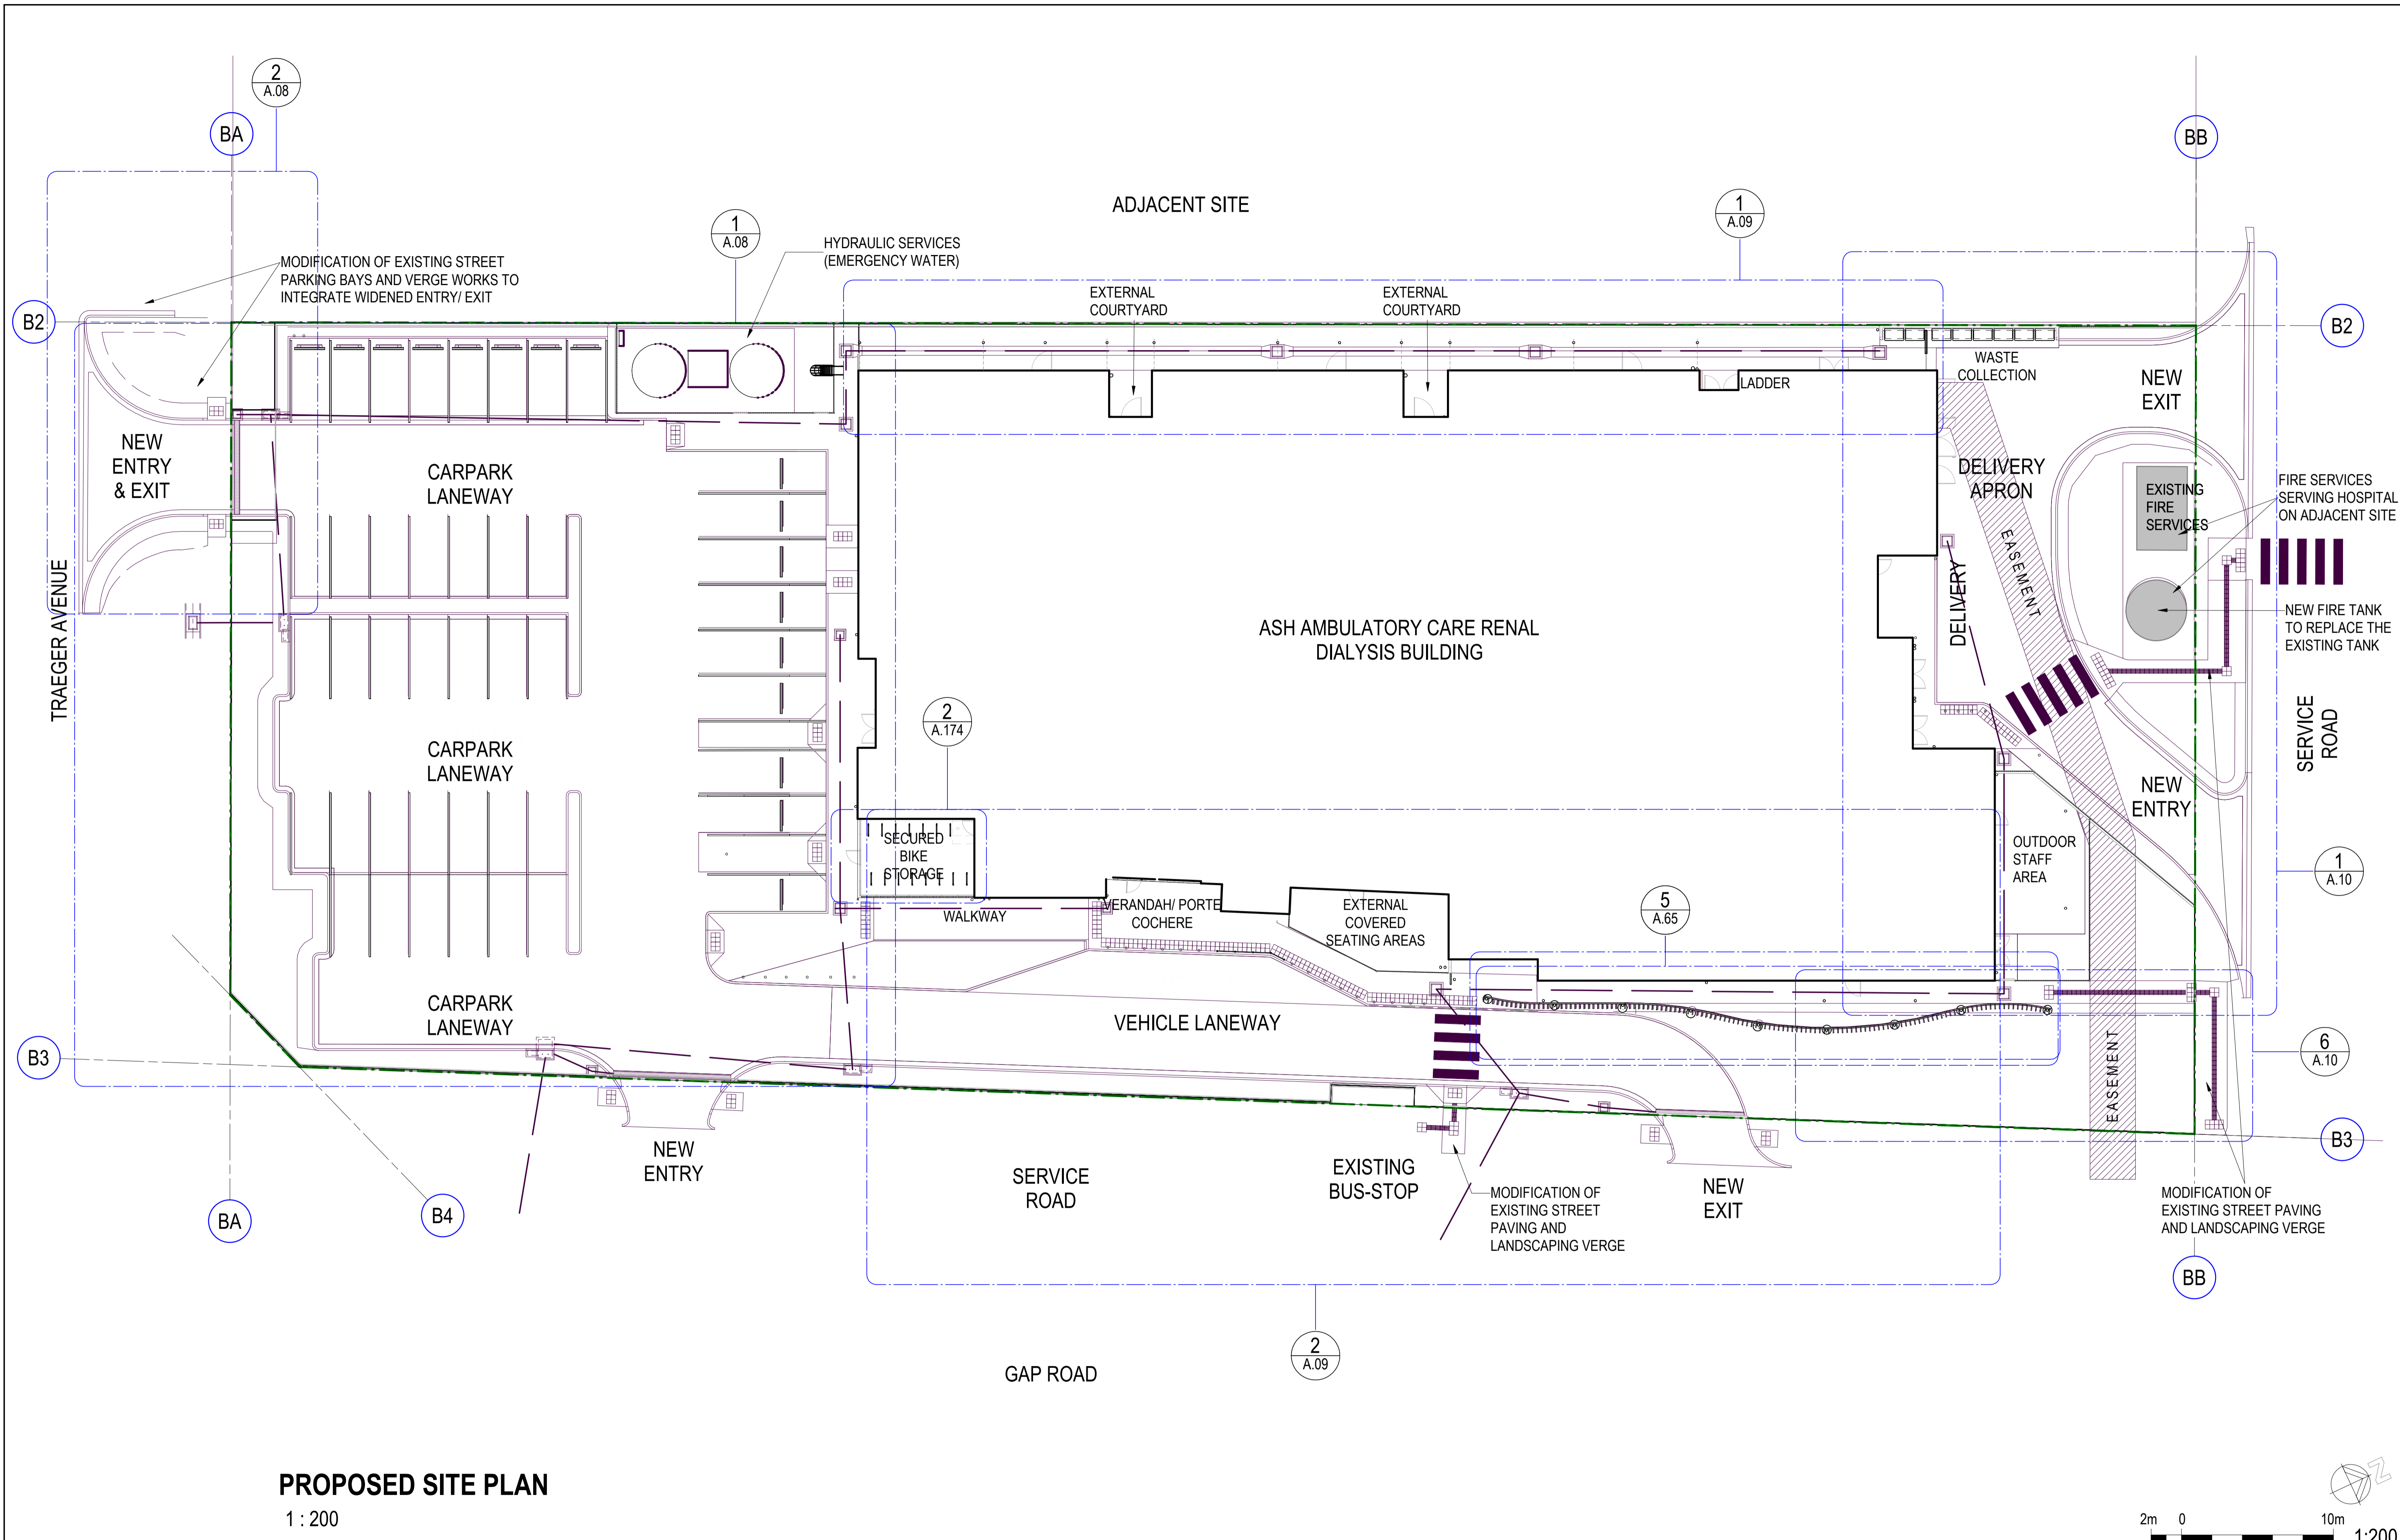 2
A.08
BA
BB
ADJACENT SITE
1
A.08
1
A.09
HYDRAULIC SERVICES
(EMERGENCY WATER)
MODIFICATION OF EXISTING STREET
PARKING BAYS AND VERGE WORKS TO
INTEGRATE WIDENED ENTRY/ EXIT
EXTERNAL
COURTYARD
EXTERNAL
COURTYARD
B2
B2
WASTE
COLLECTION
LADDER
NEW
EXIT
NEW
ENTRY
& EXIT
CARPARK
LANEWAY
DELIVERY
APRON
EXISTING
FIRE
SERVICES
FIRE SERVICES
SERVING HOSPITAL
ON ADJACENT SITE
EASEMENT
TRAEGER AVENUE
DELIVERY
NEW FIRE TANK
TO REPLACE THE
EXISTING TANK
ASH AMBULATORY CARE RENAL
DIALYSIS BUILDING
2
A.174
SERVICE
ROAD
CARPARK
LANEWAY
NEW
ENTRY
SECURED
BIKE
STORAGE
OUTDOOR
STAFF
AREA
1
A.10
WALKWAY
VERANDAH/ PORTE
COCHERE
EXTERNAL
COVERED
SEATING AREAS
5
A.65
CARPARK
LANEWAY
VEHICLE LANEWAY
B3
6
A.10
EASEMENT
NEW
ENTRY
SERVICE
ROAD
EXISTING
BUS-STOP
B3
MODIFICATION OF
EXISTING STREET
PAVING AND
LANDSCAPING VERGE
NEW
EXIT
MODIFICATION OF
EXISTING STREET PAVING
AND LANDSCAPING VERGE
BA
B4
BB
2
A.09
GAP ROAD
PROPOSED SITE PLAN
1 : 200
Z
2m 0 10m
1:200